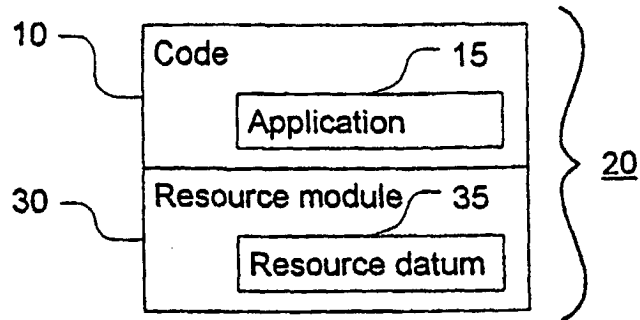 10
Code
15
Application
20
30
Resource module
35
Resource datum